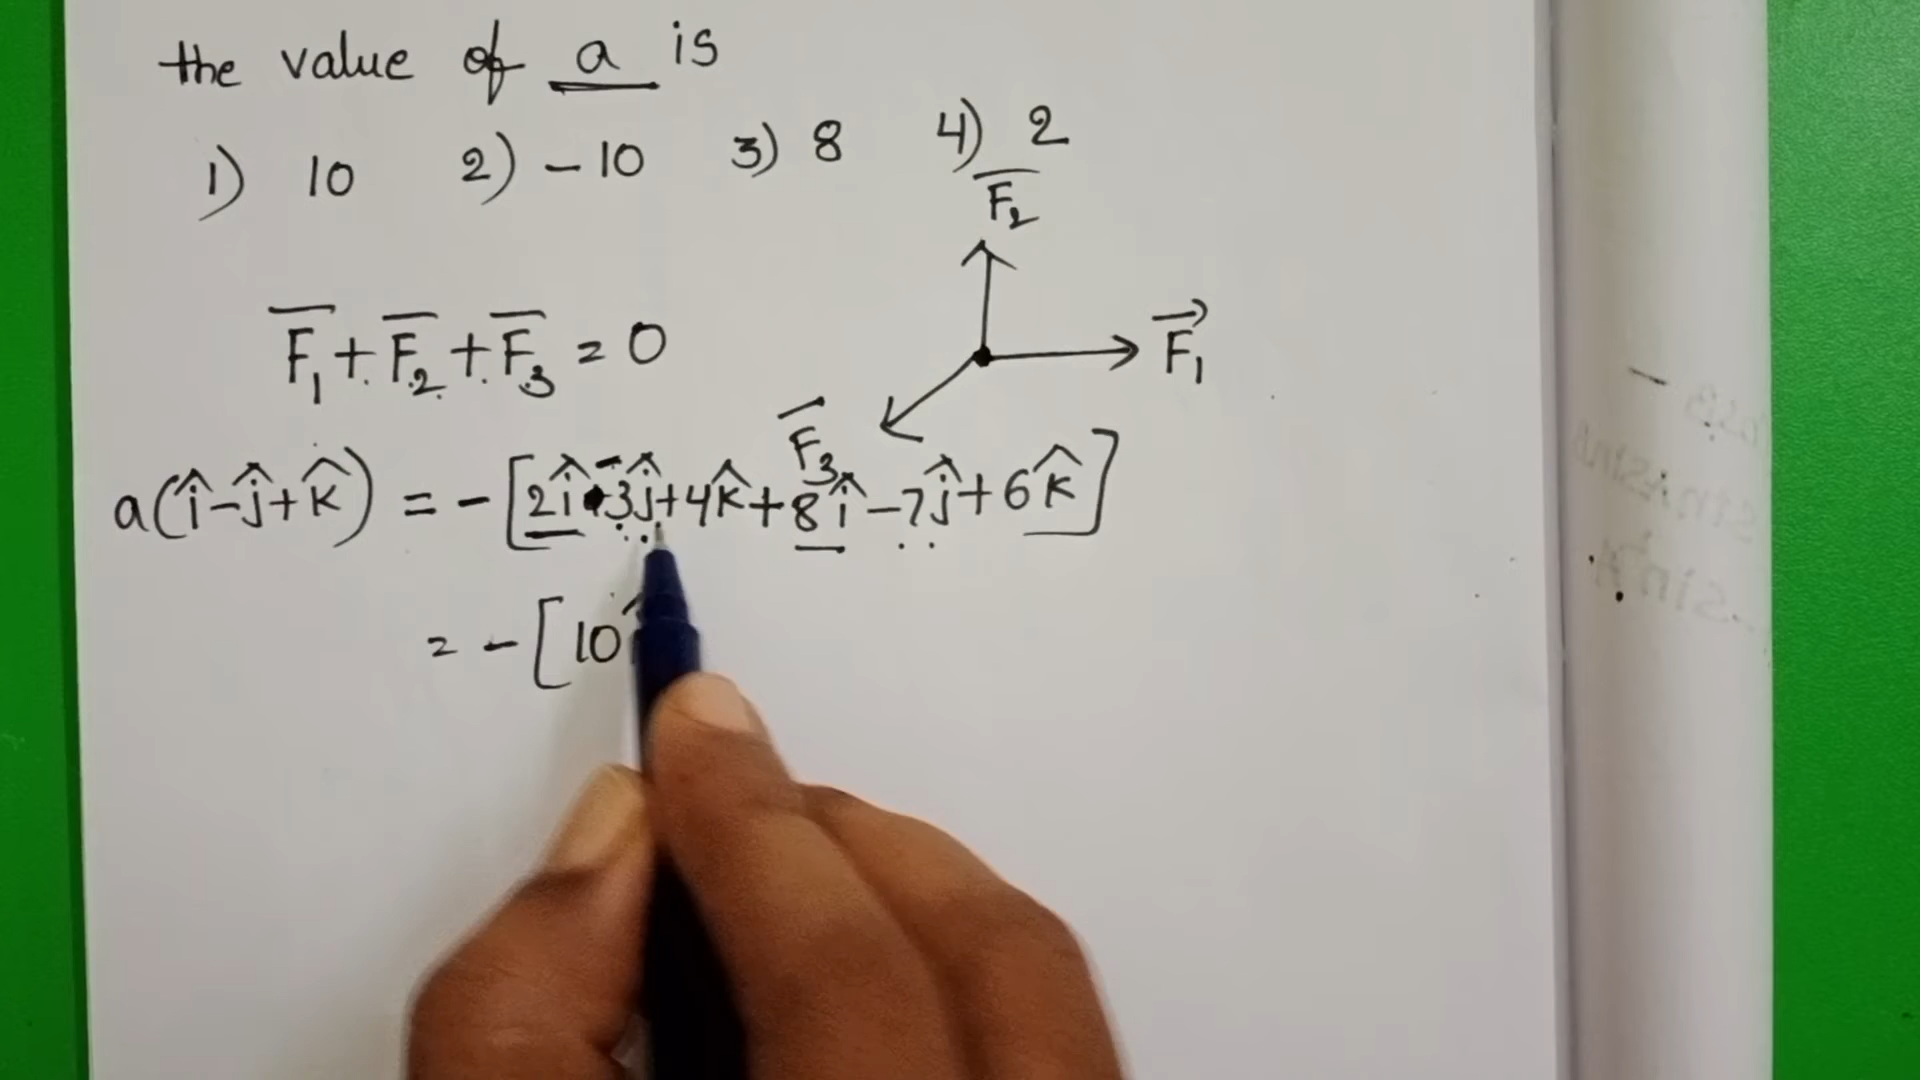 the value of a is
1) 10 2) - 10 3) 8 4) 2
F₂
F₁ + F₂ + F₃ = 0
F₁
F₃
a(î-ĵ+k̂) = - [2î-3ĵ+4k̂+8î-7ĵ+6k̂]
= - [10